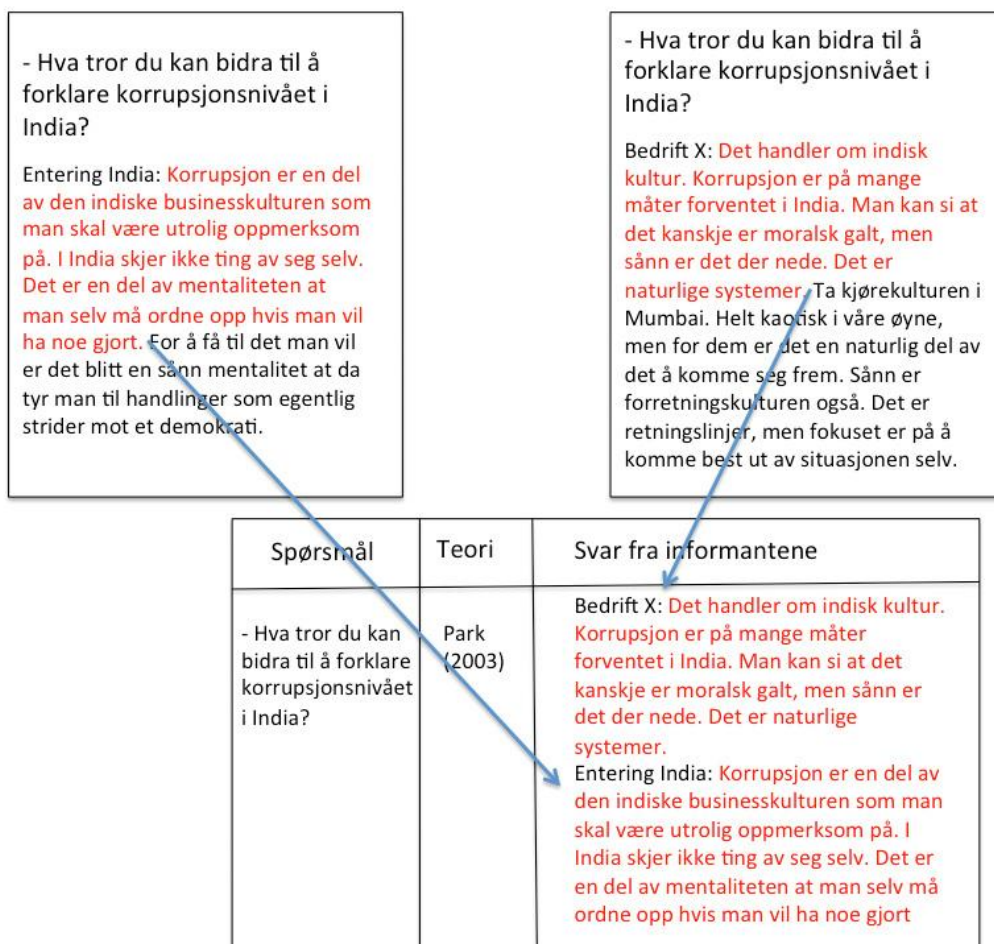 - Hva tror du kan bidra til å
forklare korrupsjonsnivået i
India?
Entering India: Korrupsjon er en del
av den indiske businesskulturen som
man skal være utrolig oppmerksom
på. I India skjer ikke ting av seg selv.
Det er en del av mentaliteten at
man selv må ordne opp hvis man vil
ha noe gjort. For å få til det man vil
er det blitt en sånn mentalitet at da
tyr man til handlinger som egentlig
strider mot et demokrati.
- Hva tror du kan bidra til å
forklare korrupsjonsnivået i
India?
Bedrift X: Det handler om indisk
kultur. Korrupsjon er på mange
måter forventet i India. Man kan si at
det kanskje er moralsk galt, men
sånn er det der nede. Det er
naturlige systemer. Ta kjørekulturen i
Mumbai. Helt kaotisk i våre øyne,
men for dem er det en naturlig del av
det å komme seg frem. Sånn er
forretningskulturen også. Det er
retningslinjer, men fokuset er på å
komme best ut av situasjonen selv.
Spørsmål
Teori
Svar fra informantene
- Hva tror du kan
bidra til å forklare
korrupsjonsnivået
i India?
Park
(2003)
Bedrift X: Det handler om indisk kultur.
Korrupsjon er på mange måter
forventet i India. Man kan si at det
kanskje er moralsk galt, men sånn er
det der nede. Det er naturlige
systemer.
Entering India: Korrupsjon er en del av
den indiske businesskulturen som man
skal være utrolig oppmerksom på. I
India skjer ikke ting av seg selv. Det er
en del av mentaliteten at man selv må
ordne opp hvis man vil ha noe gjort